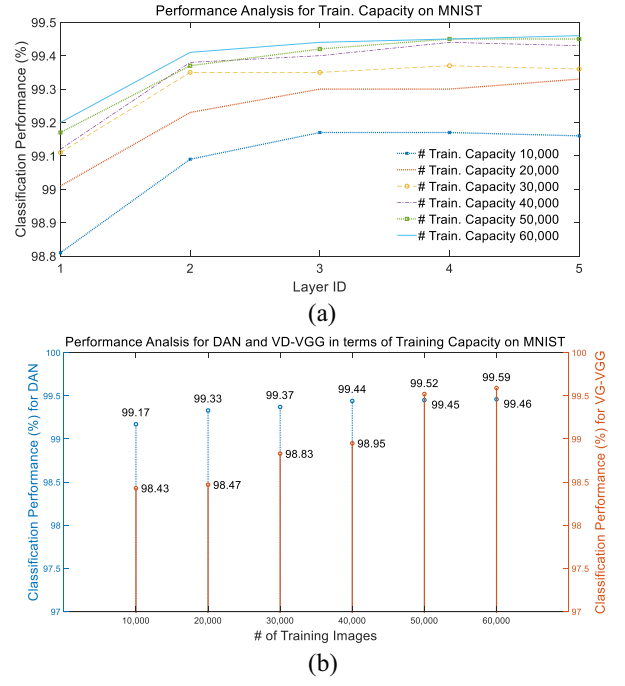 Performance Analysis for Train. Capacity on MNIST
Classification Performance (%)
99.5
99.4
99.3
99.2
99.1
99
98.9
98.8
# Train. Capacity 10,000
# Train. Capacity 20,000
# Train. Capacity 30,000
# Train. Capacity 40,000
# Train. Capacity 50,000
# Train. Capacity 60,000
1 2 3 4 5
Layer ID
(a)
Performance Analsis for DAN and VD-VGG in terms of Training Capacity on MNIST
Classification Performance (%) for DAN
100
99.5
99
98.5
98
97.5
97
99.17 99.33 99.37 99.44 99.52 99.59
99.45 99.46
98.43 98.47 98.83 98.95
100
99.5
99
98.5
98
97.5
97
Classification Performance (%) for VG-VGG
10,000 20,000 30,000 40,000 50,000 60,000
# of Training Images
(b)